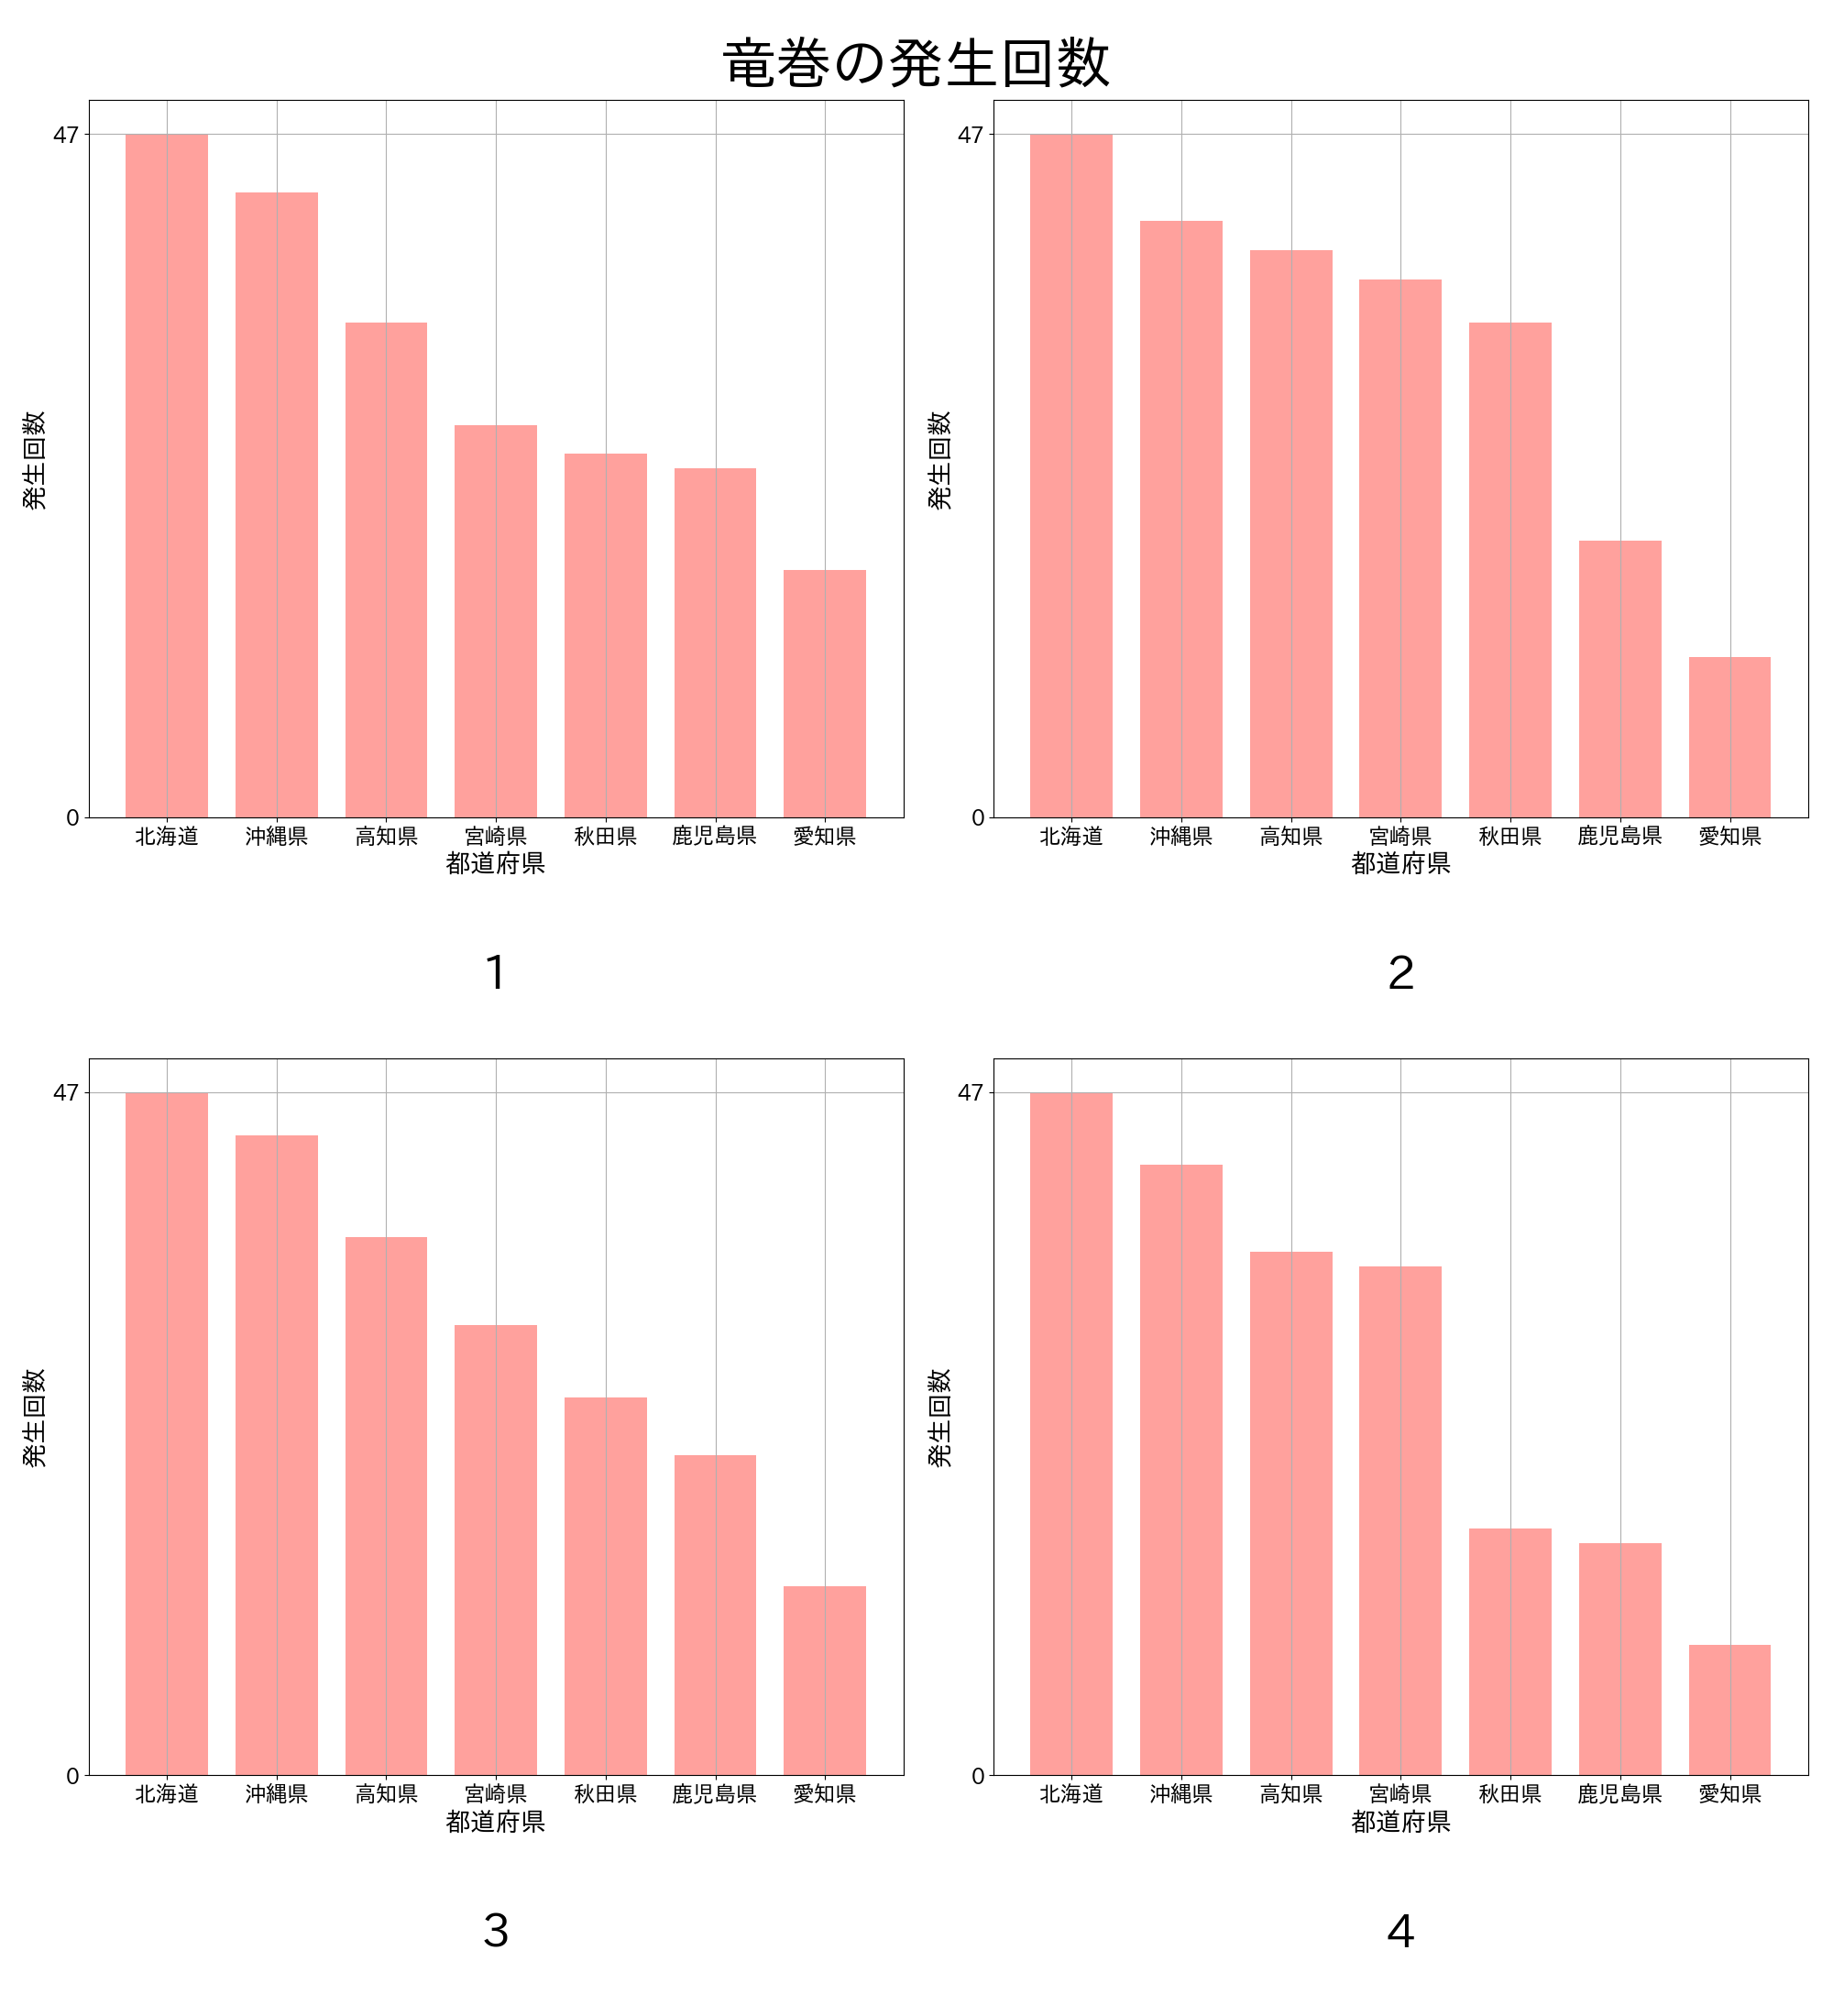 竜巻の発生回数
47
0
発生回数
北海道 沖縄県 高知県 宮崎県 秋田県 鹿児島県 愛知県
都道府県
1
47
0
発生回数
北海道 沖縄県 高知県 宮崎県 秋田県 鹿児島県 愛知県
都道府県
2
47
0
発生回数
北海道 沖縄県 高知県 宮崎県 秋田県 鹿児島県 愛知県
都道府県
3
47
0
発生回数
北海道 沖縄県 高知県 宮崎県 秋田県 鹿児島県 愛知県
都道府県
4